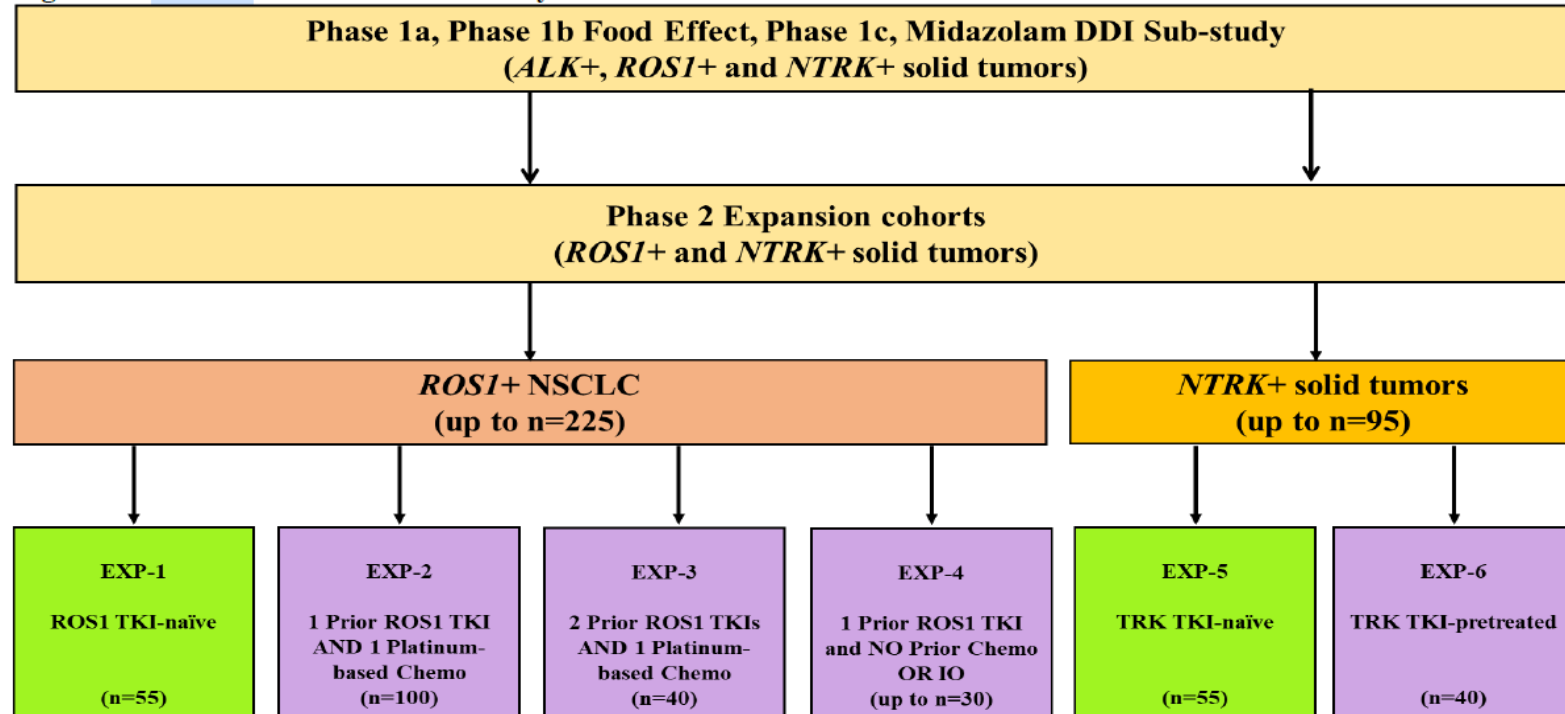 Phase 1a, Phase 1b Food Effect, Phase 1c, Midazolam DDI Sub-study
(ALK+, ROS1+ and NTRK+ solid tumors)
Phase 2 Expansion cohorts
(ROS1+ and NTRK+ solid tumors)
ROS1+ NSCLC
(up to n=225)
NTRK+ solid tumors
(up to n=95)
EXP-1
ROS1 TKI-naïve
(n=55)
EXP-2
1 Prior ROS1 TKI
AND 1 Platinum-
based Chemo
(n=100)
EXP-3
2 Prior ROS1 TKIs
AND 1 Platinum-
based Chemo
(n=40)
EXP-4
1 Prior ROS1 TKI
and NO Prior Chemo
OR IO
(up to n=30)
EXP-5
TRK TKI-naïve
(n=55)
EXP-6
TRK TKI-pretreated
(n=40)